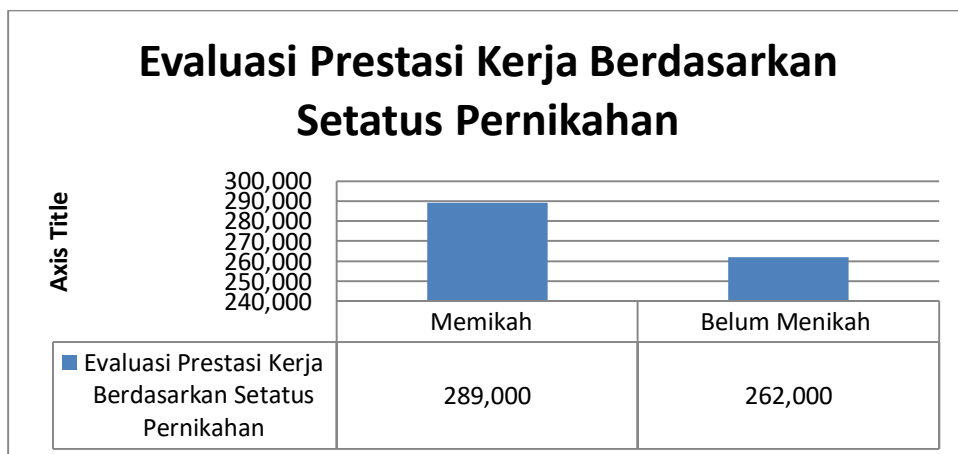 Evaluasi Prestasi Kerja Berdasarkan
Setatus Pernikahan
Axis Title
300,000
290,000
280,000
270,000
260,000
250,000
240,000
Memikah
Belum Menikah
Evaluasi Prestasi Kerja
Berdasarkan Setatus
Pernikahan
289,000
262,000